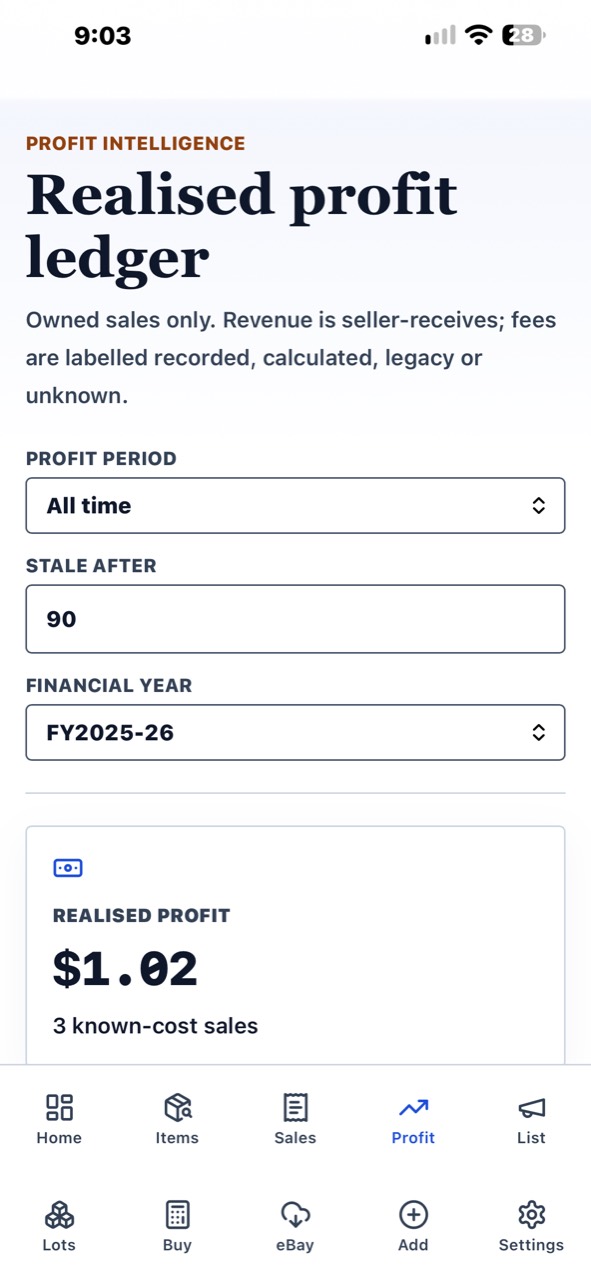 9:03
28
PROFIT INTELLIGENCE
Realised profit
ledger
Owned sales only. Revenue is seller-receives; fees
are labelled recorded, calculated, legacy or
unknown.
PROFIT PERIOD
All time
STALE AFTER
90
FINANCIAL YEAR
FY2025-26
REALISED PROFIT
$1.02
3 known-cost sales
Home Items Sales Profit List
Lots Buy eBay Add Settings